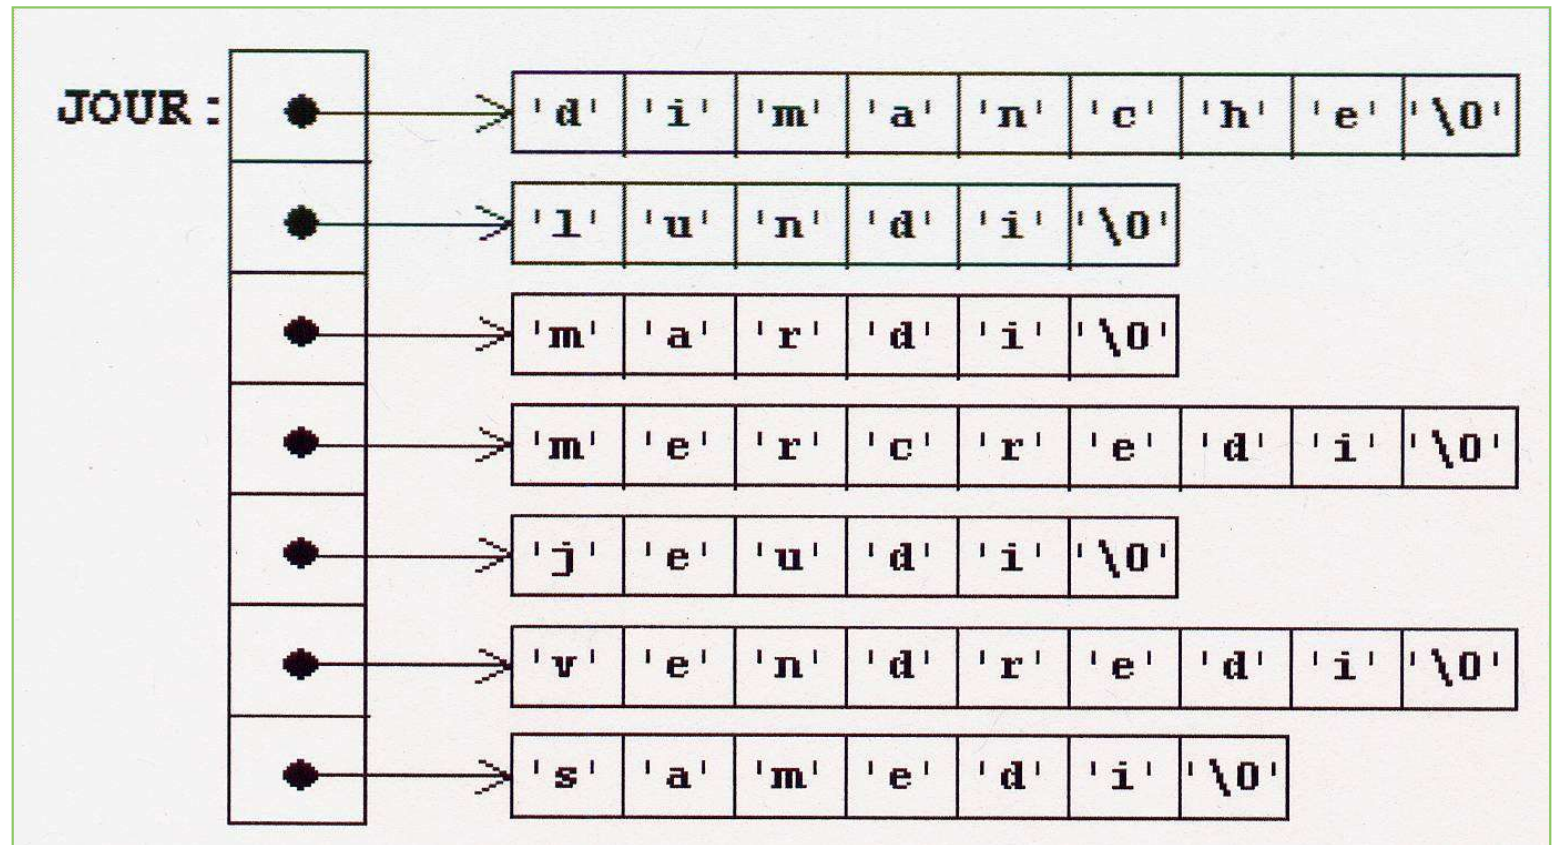 JOUR: 'd' 'i' 'm' 'a' 'n' 'c' 'h' 'e' '\0'
'l' 'u' 'n' 'd' 'i' '\0'
'm' 'a' 'r' 'd' 'i' '\0'
'm' 'e' 'r' 'c' 'r' 'e' 'd' 'i' '\0'
'j' 'e' 'u' 'd' 'i' '\0'
'v' 'e' 'n' 'd' 'r' 'e' 'd' 'i' '\0'
's' 'a' 'm' 'e' 'd' 'i' '\0'